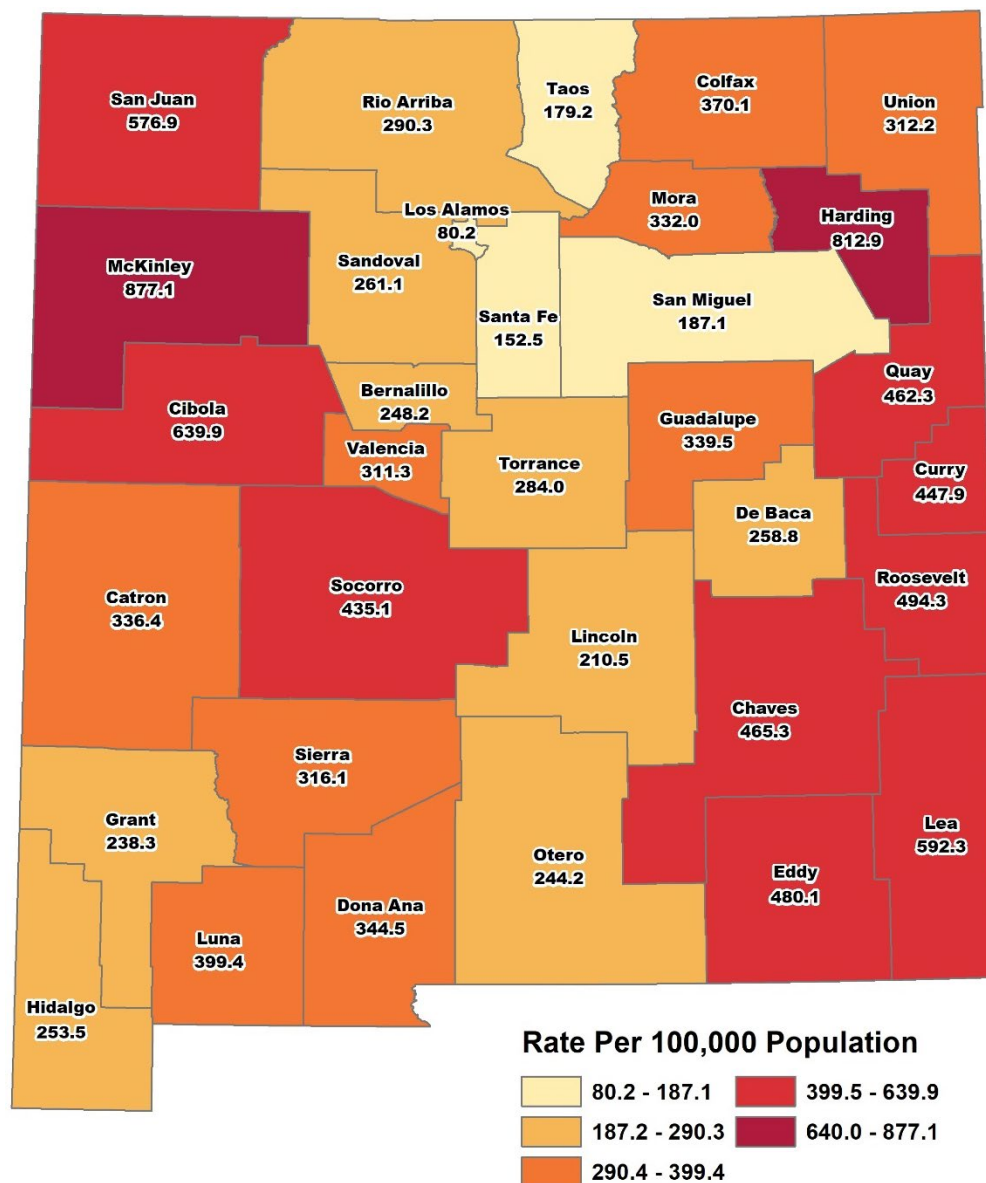 San Juan
576.9
Rio Arriba
290.3
Taos
179.2
Colfax
370.1
Union
312.2
Los Alamos
80.2
Mora
332.0
Harding
812.9
McKinley
877.1
Sandoval
261.1
Santa Fe
152.5
San Miguel
187.1
Quay
462.3
Cibola
639.9
Bernalillo
248.2
Valencia
311.3
Torrance
284.0
Guadalupe
339.5
Curry
447.9
De Baca
258.8
Roosevelt
494.3
Catron
336.4
Socorro
435.1
Lincoln
210.5
Chaves
465.3
Sierra
316.1
Grant
238.3
Otero
244.2
Lea
592.3
Eddy
480.1
Dona Ana
344.5
Luna
399.4
Hidalgo
253.5
Rate Per 100,000 Population
80.2 - 187.1
187.2 - 290.3
290.4 - 399.4
399.5 - 639.9
640.0 - 877.1